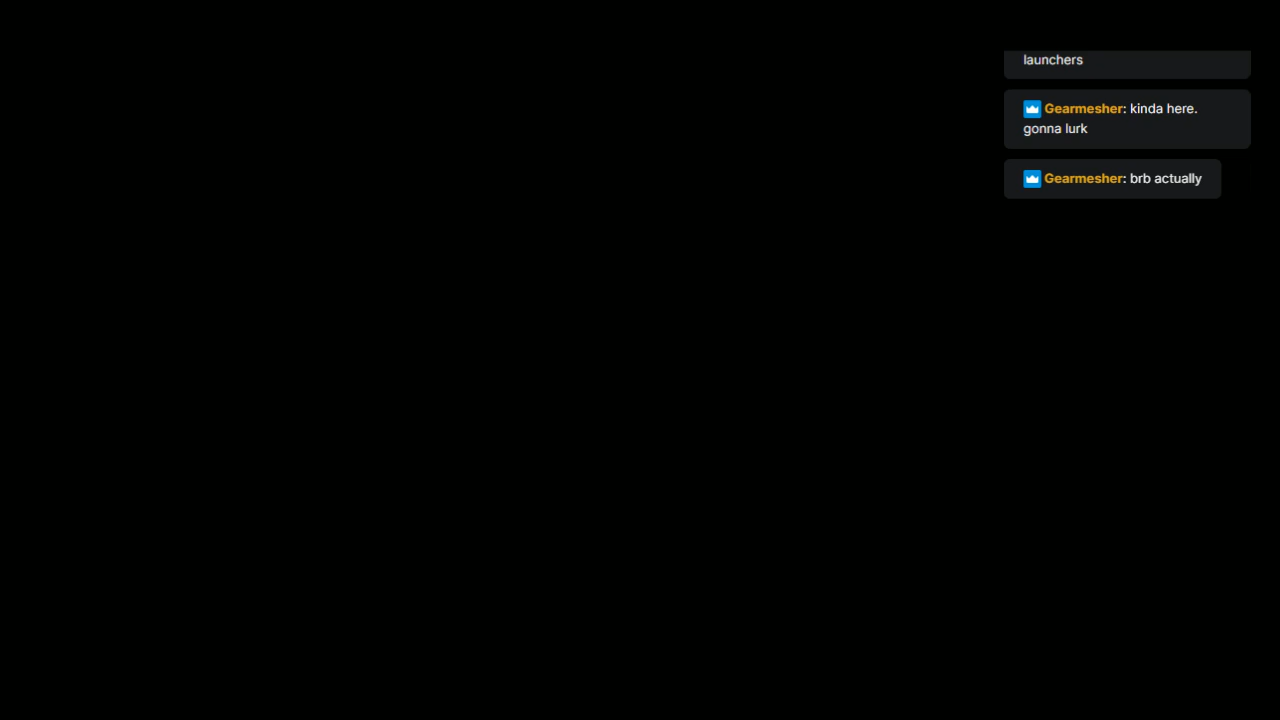 launchers
Gearmesher: kinda here.
gonna lurk
Gearmesher: brb actually